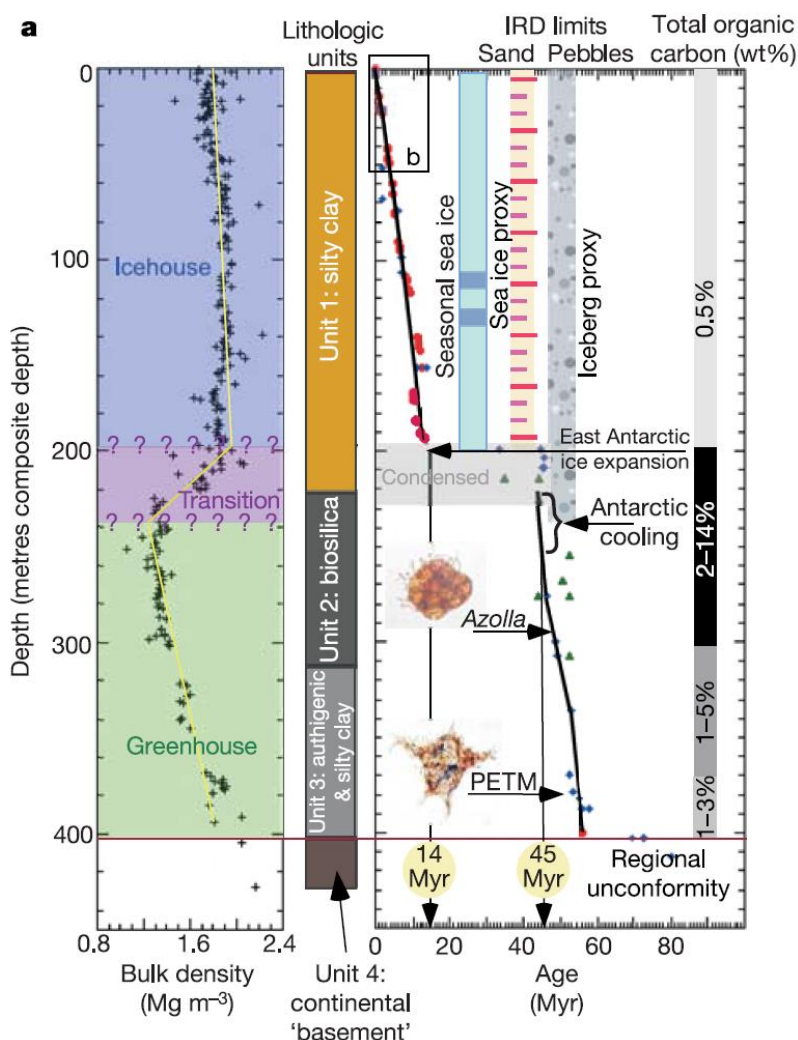 a
Lithologic
units
IRD limits
Sand Pebbles
Total organic
carbon (wt%)
0
100
200
300
400
Depth (metres composite depth)
Icehouse
? ? ? ? ? ?
Transition
? ? ? ? ? ?
Greenhouse
0.8
1.6
2.4
Bulk density
(Mg m⁻³)
Unit 1: silty clay
Unit 2: biosilica
Unit 3: authigenic
& silty clay
Unit 4:
continental
'basement'
b
Seasonal sea ice
Sea ice proxy
Iceberg proxy
East Antarctic
ice expansion
Condensed
Antarctic
cooling
Azolla
PETM
14
Myr
45
Myr
Regional
unconformity
0
20
40
60
80
Age
(Myr)
0.5%
2–14%
1–5%
1–3%